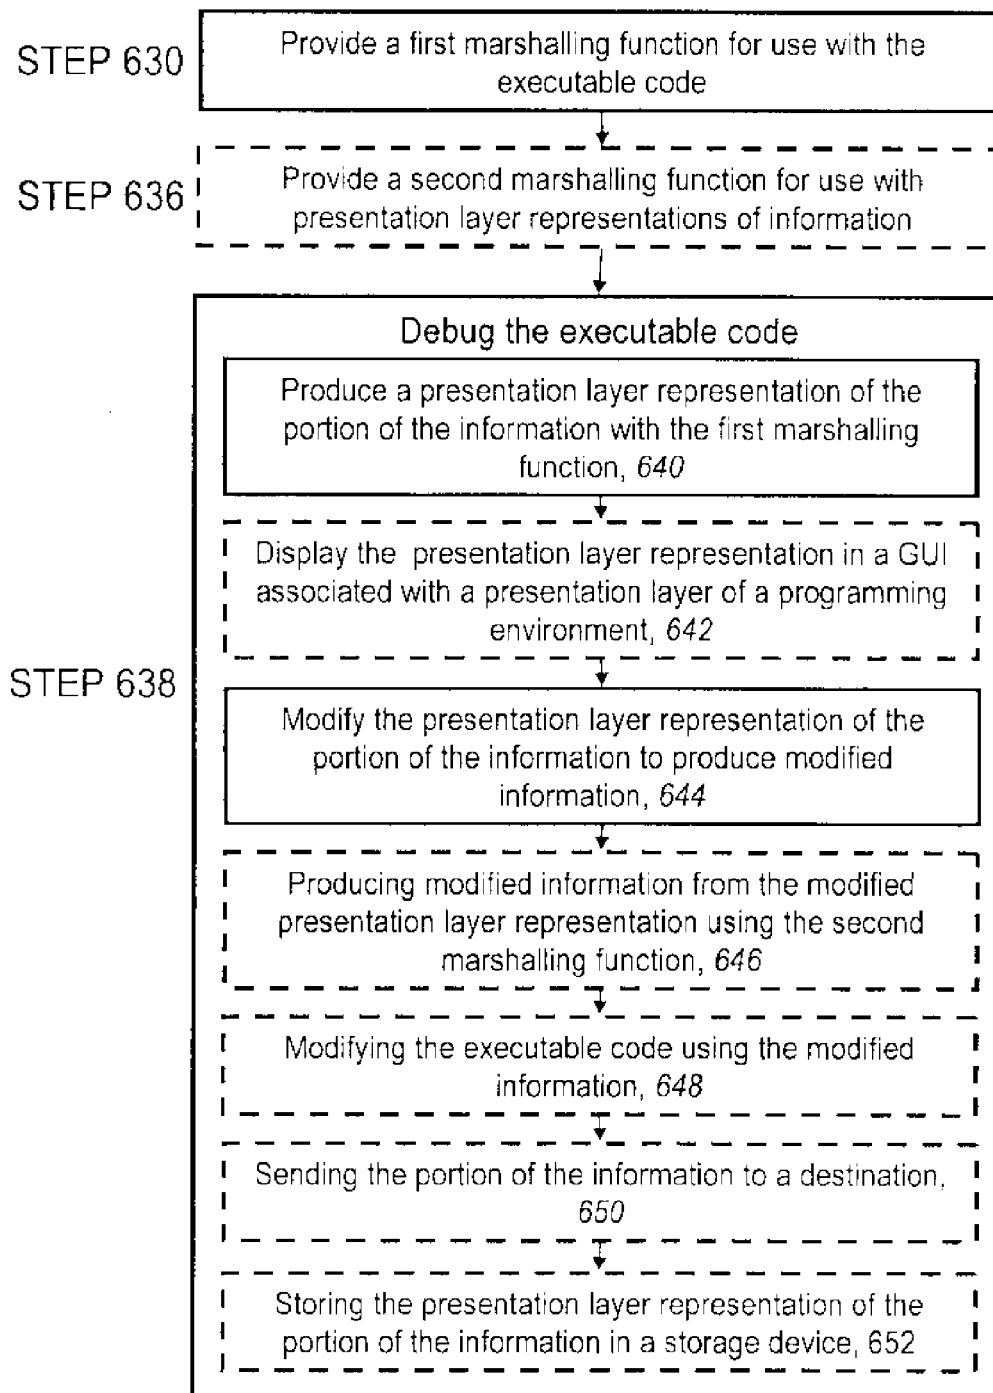 STEP 630
Provide a first marshalling function for use with the
executable code
STEP 636
Provide a second marshalling function for use with
presentation layer representations of information
STEP 638
Debug the executable code
Produce a presentation layer representation of the
portion of the information with the first marshalling
function, 640
Display the presentation layer representation in a GUI
associated with a presentation layer of a programming
environment, 642
Modify the presentation layer representation of the
portion of the information to produce modified
information, 644
Producing modified information from the modified
presentation layer representation using the second
marshalling function, 646
Modifying the executable code using the modified
information, 648
Sending the portion of the information to a destination,
650
Storing the presentation layer representation of the
portion of the information in a storage device, 652